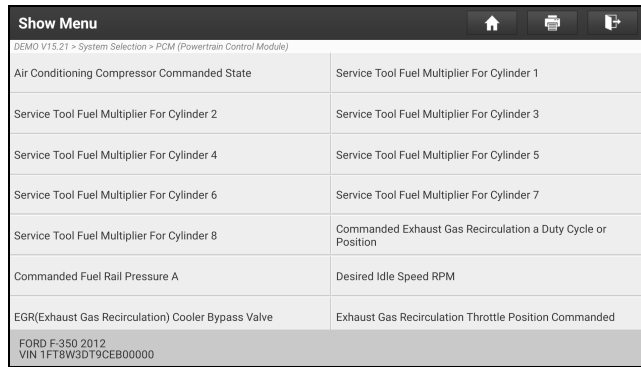 Show Menu
DEMO V15.21 > System Selection > PCM (Powertrain Control Module)
Air Conditioning Compressor Commanded State
Service Tool Fuel Multiplier For Cylinder 1
Service Tool Fuel Multiplier For Cylinder 2
Service Tool Fuel Multiplier For Cylinder 3
Service Tool Fuel Multiplier For Cylinder 4
Service Tool Fuel Multiplier For Cylinder 5
Service Tool Fuel Multiplier For Cylinder 6
Service Tool Fuel Multiplier For Cylinder 7
Service Tool Fuel Multiplier For Cylinder 8
Commanded Exhaust Gas Recirculation a Duty Cycle or
Position
Commanded Fuel Rail Pressure A
Desired Idle Speed RPM
EGR(Exhaust Gas Recirculation) Cooler Bypass Valve
Exhaust Gas Recirculation Throttle Position Commanded
FORD F-350 2012
VIN 1FT8W3DT9CEB00000